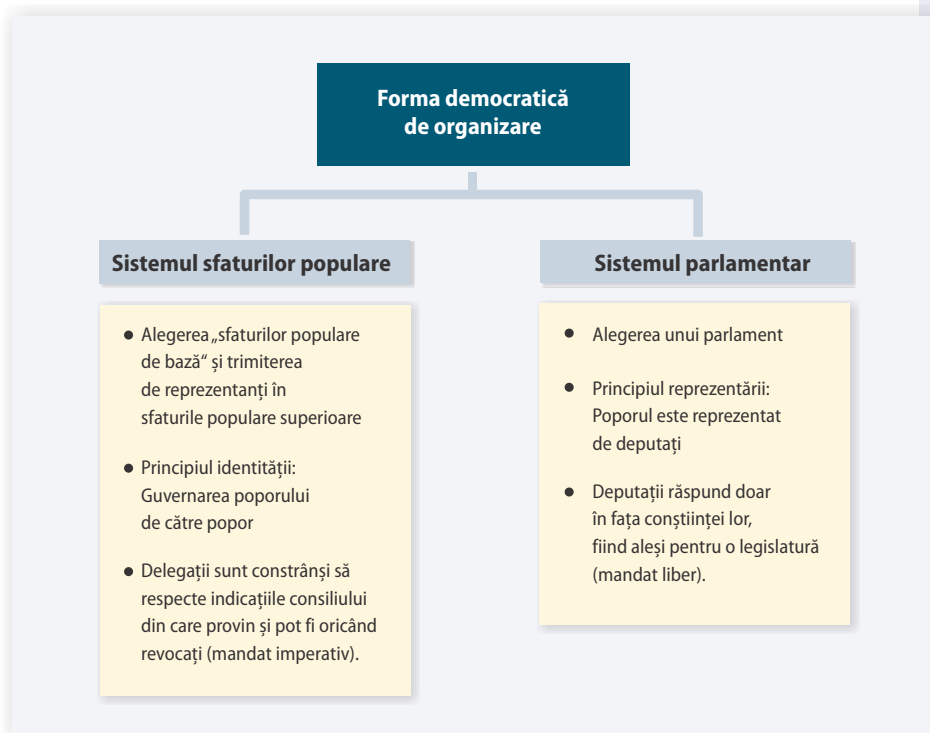 Forma democratică
de organizare
Sistemul sfaturilor populare
• Alegerea „sfaturilor populare
de bază“ și trimiterea
de reprezentanți în
sfaturile populare superioare
• Principiul identității:
Guvernarea poporului
de către popor
• Delegații sunt constrânși să
respecte indicațiile consiliului
din care provin și pot fi oricând
revocați (mandat imperativ).
Sistemul parlamentar
• Alegerea unui parlament
• Principiul reprezentării:
Poporul este reprezentat
de deputați
• Deputații răspund doar
în fața conștiinței lor,
fiind aleși pentru o legislatură
(mandat liber).